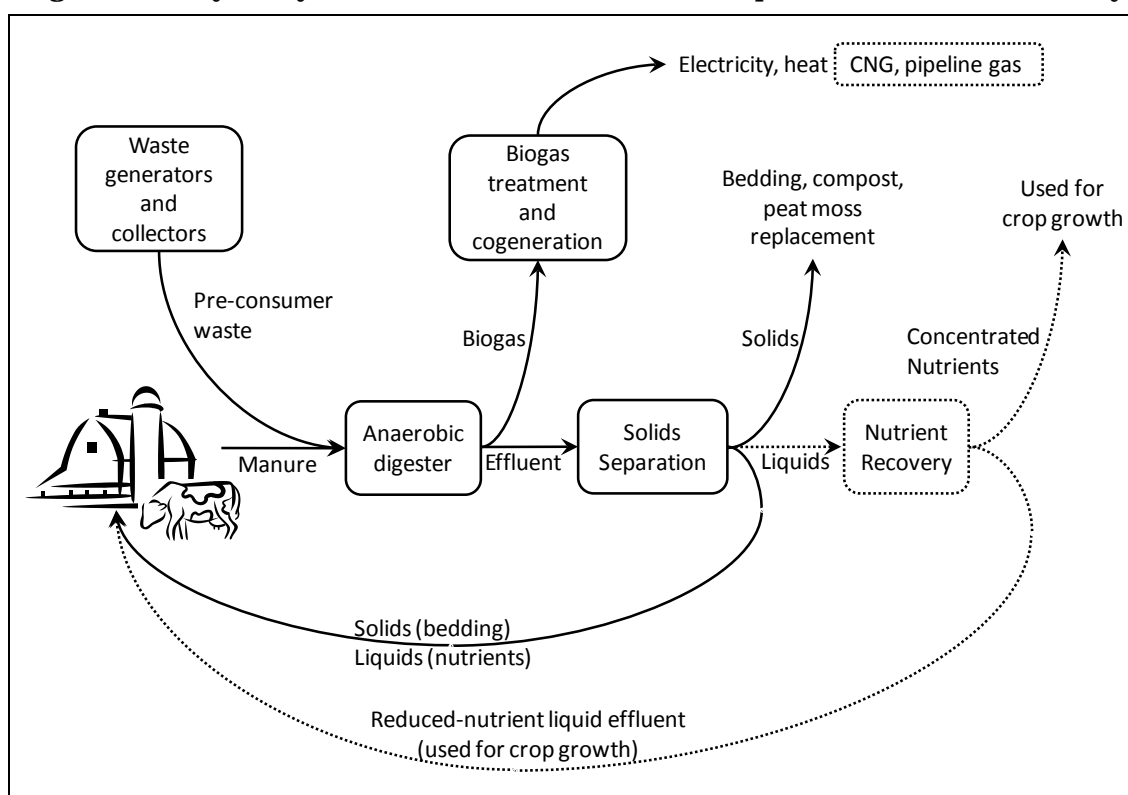 Electricity, heat CNG, pipeline gas
Waste
generators
and
collectors
Biogas
treatment
and
cogeneration
Bedding, compost,
peat moss
replacement
Used for
crop growth
Pre-consumer
waste
Biogas
Solids
Concentrated
Nutrients
Manure
Anaerobic
digester
Effluent
Solids
Separation
Liquids
Nutrient
Recovery
Solids (bedding)
Liquids (nutrients)
Reduced-nutrient liquid effluent
(used for crop growth)